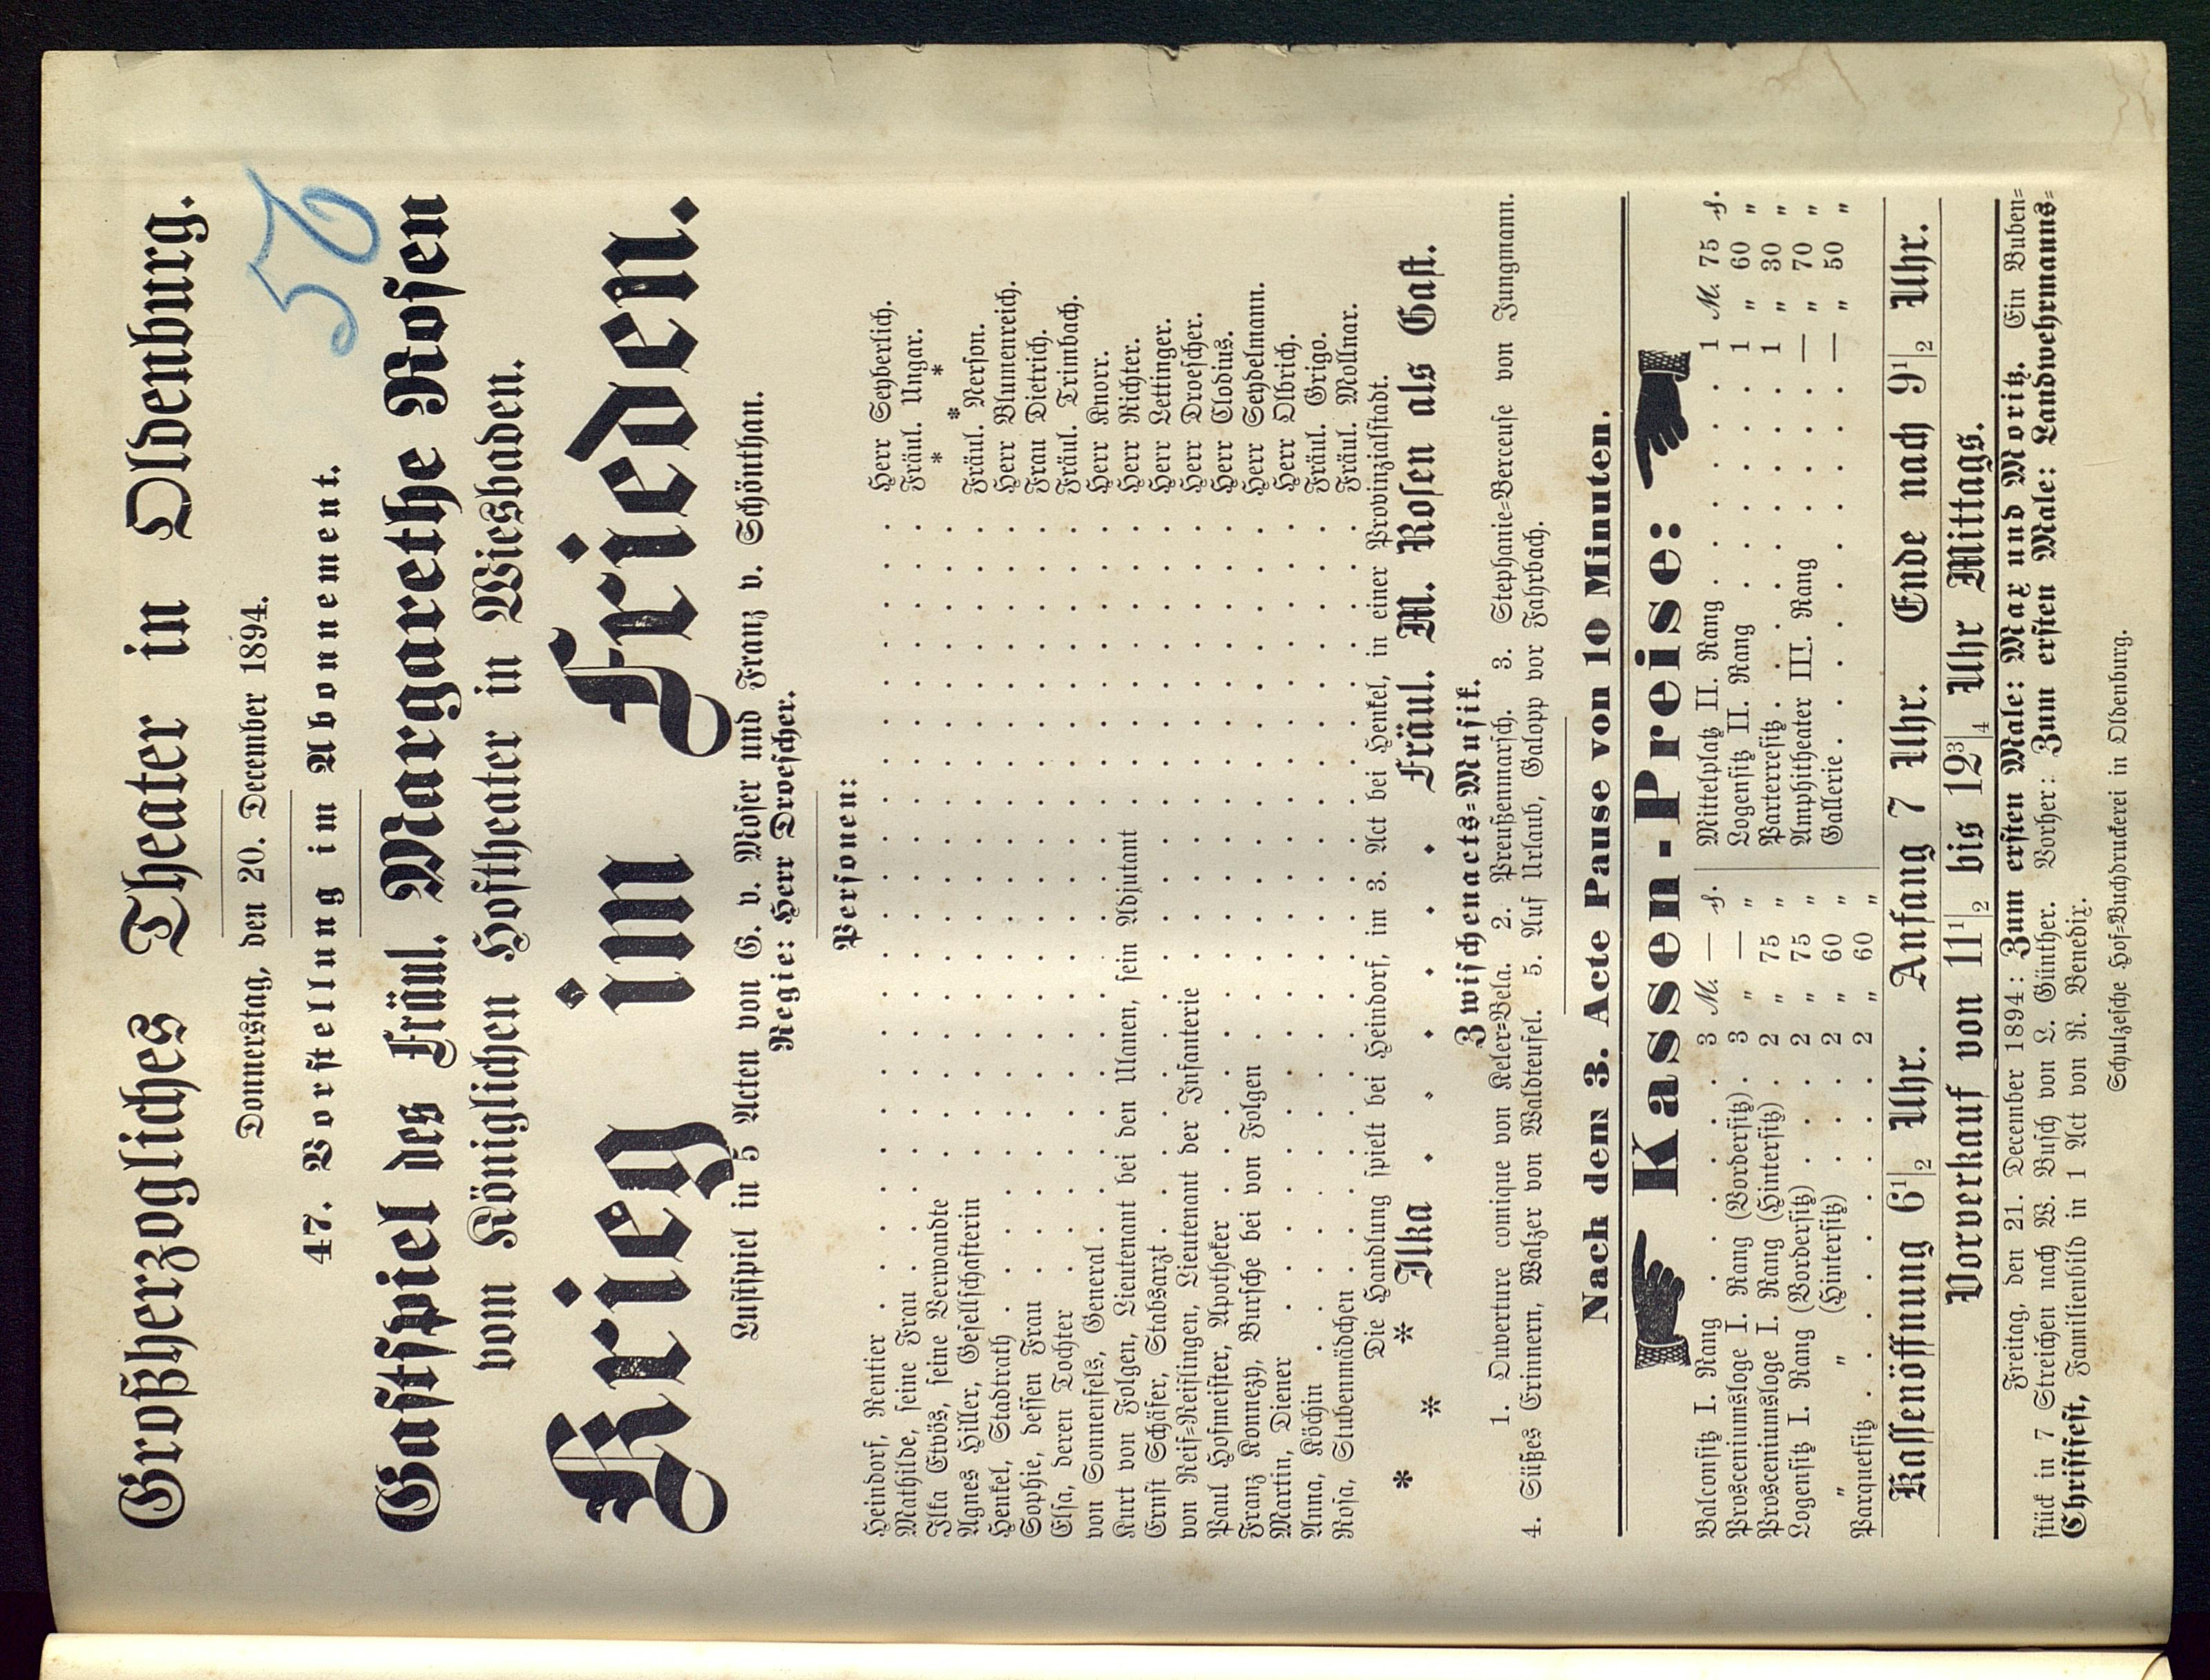 Großherzogliches Theater in Oldenburg.
Donnerstag, den 20. December 1894.
56
47. Vorstellung im Abonnement.
Gastspiel des Fräul. Margarethe Rosen
vom Königlichen Hoftheater in Wiesbaden.
Krieg im Frieden.
Lustspiel in 5 Acten von G. v. Moser und Franz v. Schönthan.
Regie: Herr Droescher.
Personen:
Heindorf, Rentier . . . . Herr Seyberlich.
Mathilde, seine Frau . . . . Fräul. Ungar.
Ilka Etvös, seine Verwandte . . . . * * *
Agnes Hiller, Gesellschafterin . . . . Fräul. Nerson.
Henkel, Stadtrath . . . . Herr Blumenreich.
Sophie, dessen Frau . . . . Frau Dietrich.
Elsa, deren Tochter . . . . Fräul. Trimbach.
von Sonnenfels, General . . . . Herr Knorr.
Kurt von Folgen, Lieutenant bei den Ulanen, sein Adjutant . . . . Herr Richter.
Ernst Schäfer, Stabsarzt . . . . Herr Lettinger.
von Reif=Reiflingen, Lieutenant der Infanterie . . . . Herr Droescher.
Paul Hofmeister, Apotheker . . . . Herr Clodius.
Franz Konnezy, Bursche bei von Folgen . . . . Herr Seydelmann.
Martin, Diener . . . . Herr Olbrich.
Anna, Köchin . . . . Fräul. Grigo.
Rosa, Stubenmädchen . . . . Fräul. Mollnar.
Die Handlung spielt bei Heindorf, im 3. Act bei Henkel, in einer Provinzialstadt.
* * * Ilka . . . . . . Fräul. M. Rosen als Gast.
Zwischenacts=Musik.
1. Ouverture comique von Keler=Bela. 2. Preußenmarsch. 3. Stephanie=Berceuse von Jungmann.
4. Süßes Erinnern, Walzer von Waldteufel. 5. Auf Urlaub, Galopp vor Fahrbach.
Nach dem 3. Acte Pause von 10 Minuten.
Kassen-Preise:
Balconsitz I. Rang . . . . 3 M. — ₰.
Prosceniumsloge I. Rang (Vordersitz) . 3 " — "
Prosceniumsloge I. Rang (Hintersitz) . 2 " 75 "
Logensitz I. Rang (Vordersitz) . . . 2 " 75 "
" " (Hintersitz) . . . 2 " 60 "
Parquetsitz . . . . 2 " 60 "
Mittelplatz II. Rang . . . . 1 M. 75 ₰.
Logensitz II. Rang . . . . 1 " 60 "
Parterresitz . . . . 1 " 30 "
Amphitheater III. Rang . . . . — " 70 "
Gallerie . . . . — " 50 "
Kassenöffnung 6 1/2 Uhr. Anfang 7 Uhr. Ende nach 9 1/2 Uhr.
Vorverkauf von 11 1/2 bis 12 3/4 Uhr Mittags.
Freitag, den 21. December 1894: Zum ersten Male: Max und Moritz. Ein Buben=
stück in 7 Streichen nach W. Busch von L. Günther. Vorher: Zum ersten Male: Landwehrmanns=
Christfest, Familienbild in 1 Act von R. Benedix.
Schulzesche Hof=Buchdruckerei in Oldenburg.